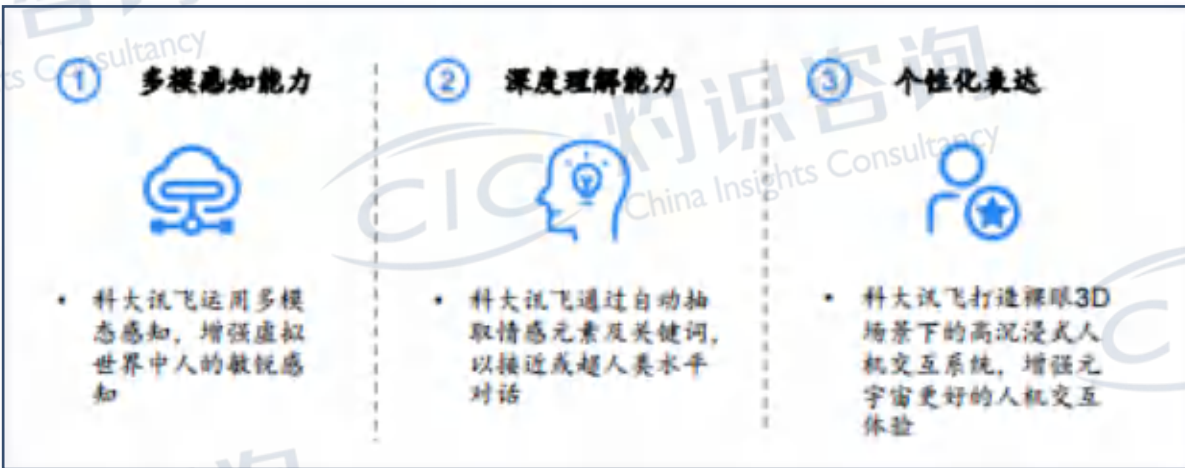 灼识咨询
ts Consultancy
1 多模感知能力
科大讯飞运用多模
态感知，增强虚拟
世界中人的敏锐感
知
2 深度理解能力
科大讯飞通过自动抽
取情感元素及关键词，
以接近或超人类水平
对话
3 个性化表达
科大讯飞打造裸眼3D
场景下的高沉浸式人
机交互系统，增强元
宇宙更好的人机交互
体验
CIC 灼识咨询
China Insights Consultancy